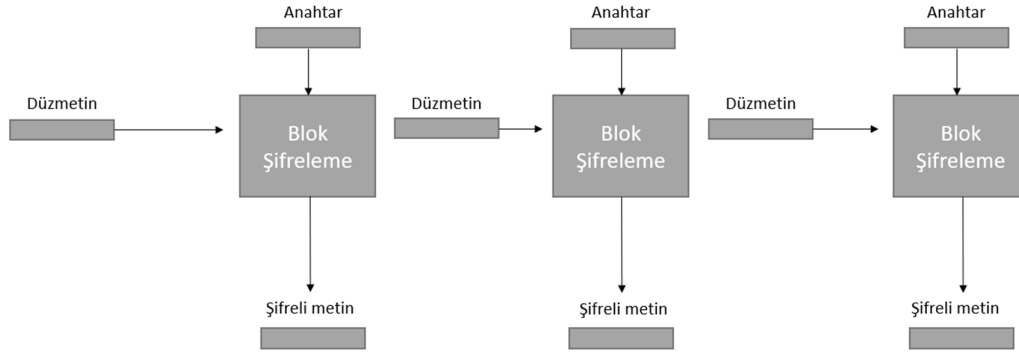 Anahtar
Anahtar
Anahtar
Düzmetin
Düzmetin
Düzmetin
Blok
Şifreleme
Blok
Şifreleme
Blok
Şifreleme
Şifreli metin
Şifreli metin
Şifreli metin